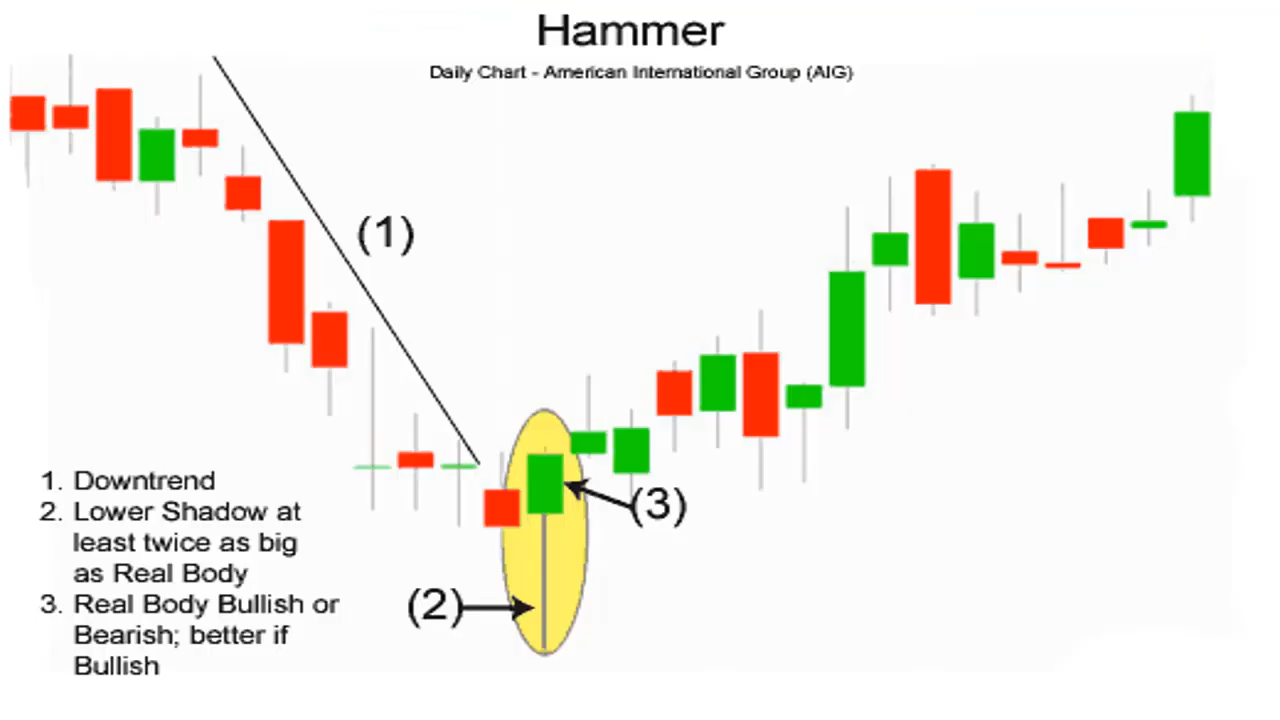 Hammer
Daily Chart - American International Group (AIG)
(1)
(3)
(2)
1. Downtrend
2. Lower Shadow at
least twice as big
as Real Body
3. Real Body Bullish or
Bearish; better if
Bullish